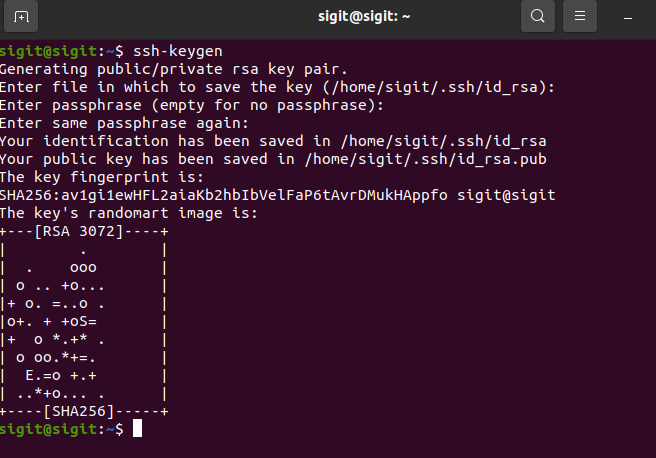 sigit@sigit: ~
sigit@sigit:~$ ssh-keygen
Generating public/private rsa key pair.
Enter file in which to save the key (/home/sigit/.ssh/id_rsa):
Enter passphrase (empty for no passphrase):
Enter same passphrase again:
Your identification has been saved in /home/sigit/.ssh/id_rsa
Your public key has been saved in /home/sigit/.ssh/id_rsa.pub
The key fingerprint is:
SHA256:av1gi1ewHFL2aiaKb2hbIbVelFaP6tAvrDMukHAppfo sigit@sigit
The key's randomart image is:
+---[RSA 3072]----+
|        .        |
|  .    ooo       |
| o .. +o...      |
|+ o. =..o .      |
|o+. + +oS=       |
|+  o *.+* .      |
| o oo.*+=.       |
|  E.=o +.+       |
| ..*+o... .      |
+----[SHA256]-----+
sigit@sigit:~$